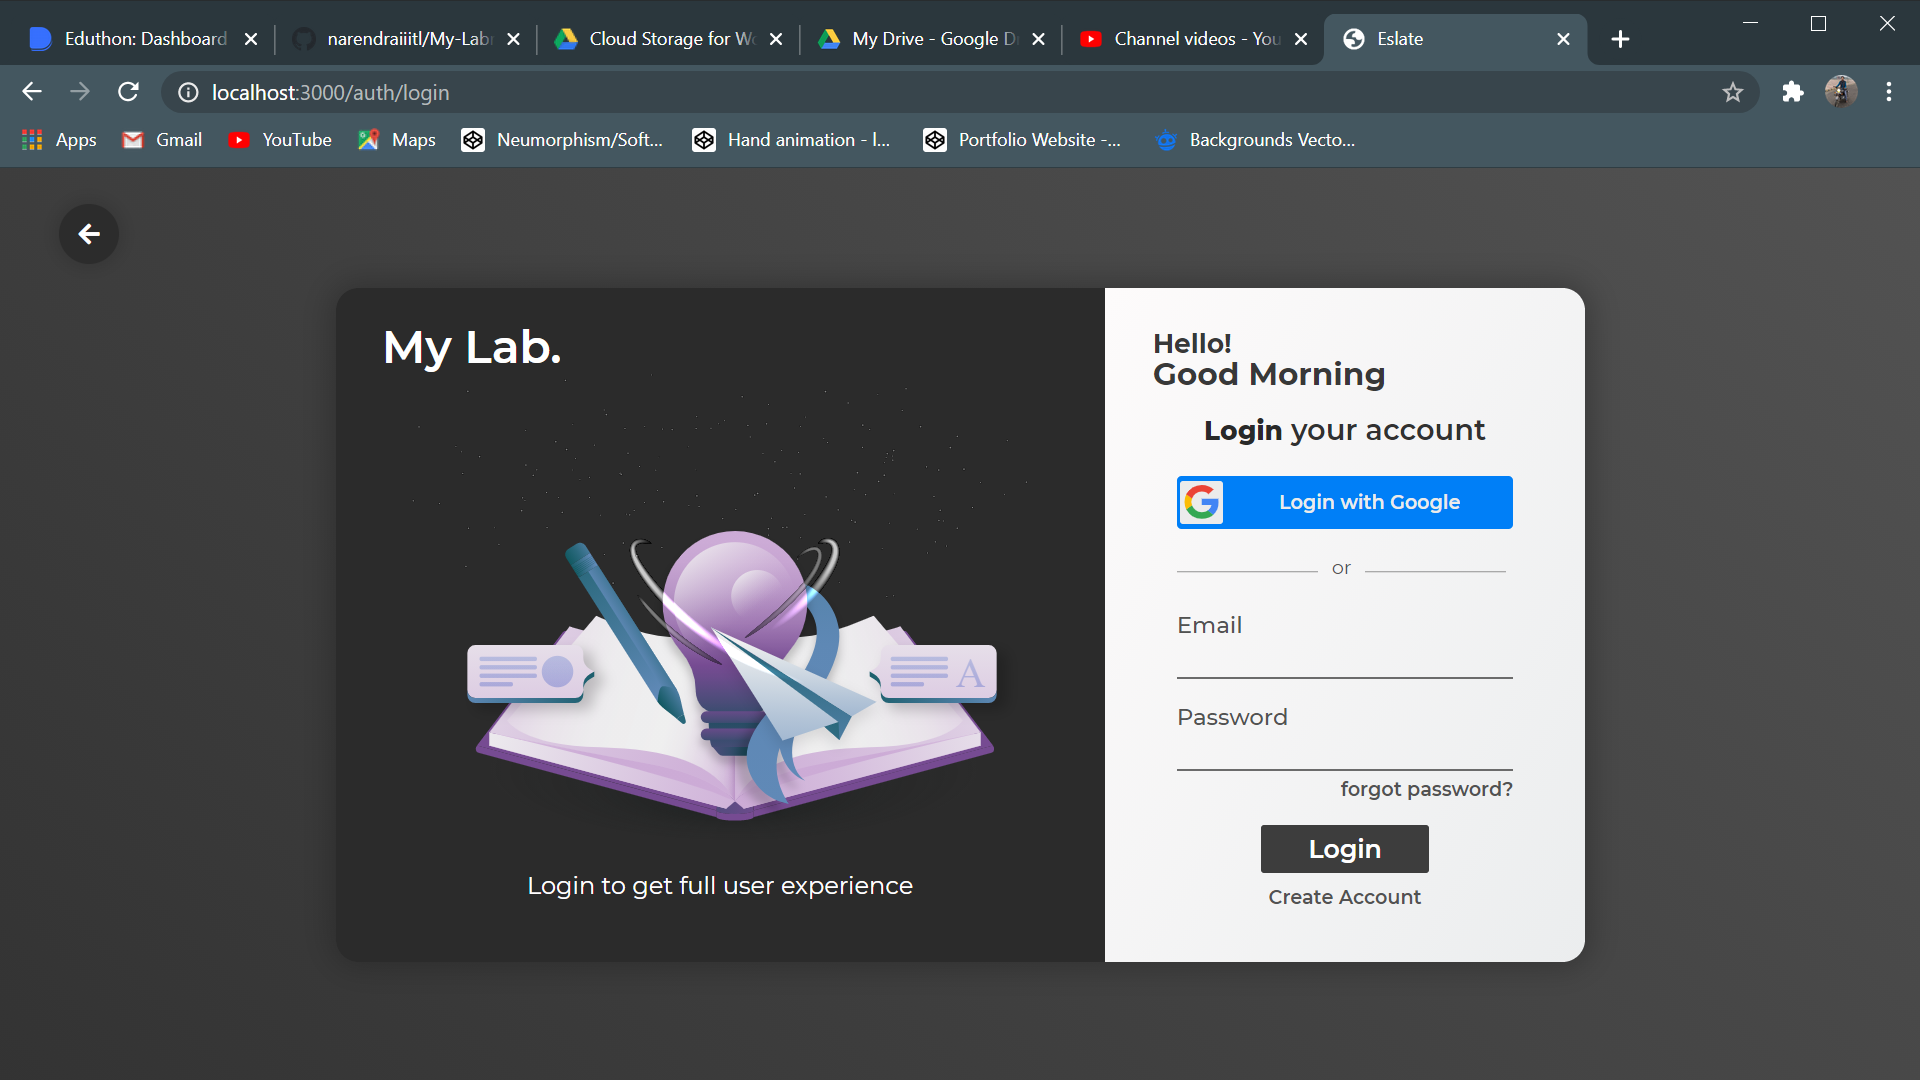 Eduthon: Dashboard
narendraiiitl/My-Lab
Cloud Storage for Wo
My Drive - Google D
Channel videos - You
Eslate
localhost:3000/auth/login
Apps
Gmail
YouTube
Maps
Neumorphism/Soft...
Hand animation - l...
Portfolio Website -...
Backgrounds Vecto...
My Lab.
A
Login to get full user experience
Hello!
Good Morning
Login your account
Login with Google
or
Email
Password
forgot password?
Login
Create Account